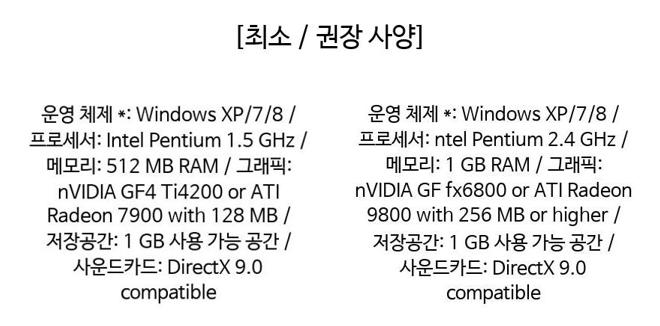 [최소 / 권장 사양]
운영 체제 *: Windows XP/7/8 /
프로세서: Intel Pentium 1.5 GHz /
메모리: 512 MB RAM / 그래픽:
nVIDIA GF4 Ti4200 or ATI
Radeon 7900 with 128 MB /
저장공간: 1 GB 사용 가능 공간 /
사운드카드: DirectX 9.0
compatible
운영 체제 *: Windows XP/7/8 /
프로세서: ntel Pentium 2.4 GHz /
메모리: 1 GB RAM / 그래픽:
nVIDIA GF fx6800 or ATI Radeon
9800 with 256 MB or higher /
저장공간: 1 GB 사용 가능 공간 /
사운드카드: DirectX 9.0
compatible